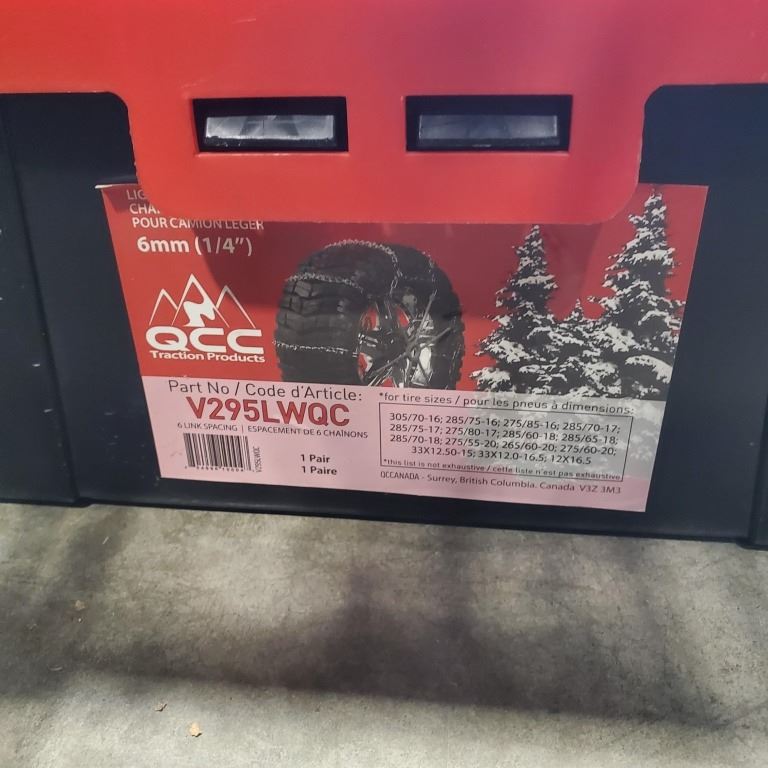 LIG
CHA
POUR CAMION LEGER
6mm (1/4")
QCC
Traction Products
Part No / Code d'Article:
V295LWQC
6 LINK SPACING | ESPACEMENT DE 6 CHAÎNONS
1 Pair
1 Paire
*for tire sizes / pour les pneus à dimensions:
305/70-16; 285/75-16; 275/85-16; 285/70-17;
285/75-17; 275/80-17; 285/60-18; 285/65-18;
285/70-18; 275/55-20; 265/60-20; 275/60-20;
33X12.50-15; 33X12.0-16.5; 12X16.5
*this list is not exhaustive / cette liste n'est pas exhaustive
QCCANADA - Surrey, British Columbia. Canada V3Z 3M3